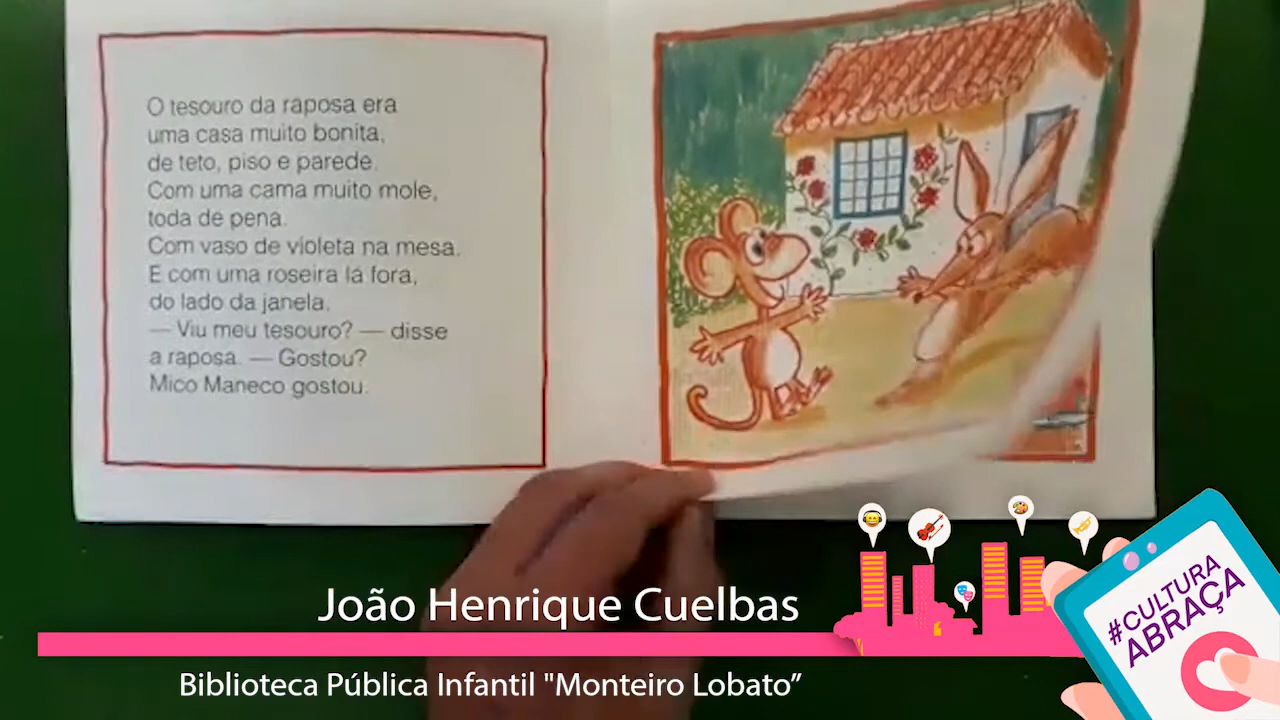 O tesouro da raposa era
uma casa muito bonita,
de teto, piso e parede.
Com uma cama muito mole,
toda de pena.
Com vaso de violeta na mesa.
E com uma roseira lá fora,
do lado da janela.
— Viu meu tesouro? — disse
a raposa. — Gostou?
Mico Maneco gostou.
João Henrique Cuelbas
Biblioteca Pública Infantil "Monteiro Lobato”
#CULTURA
ABRAÇA